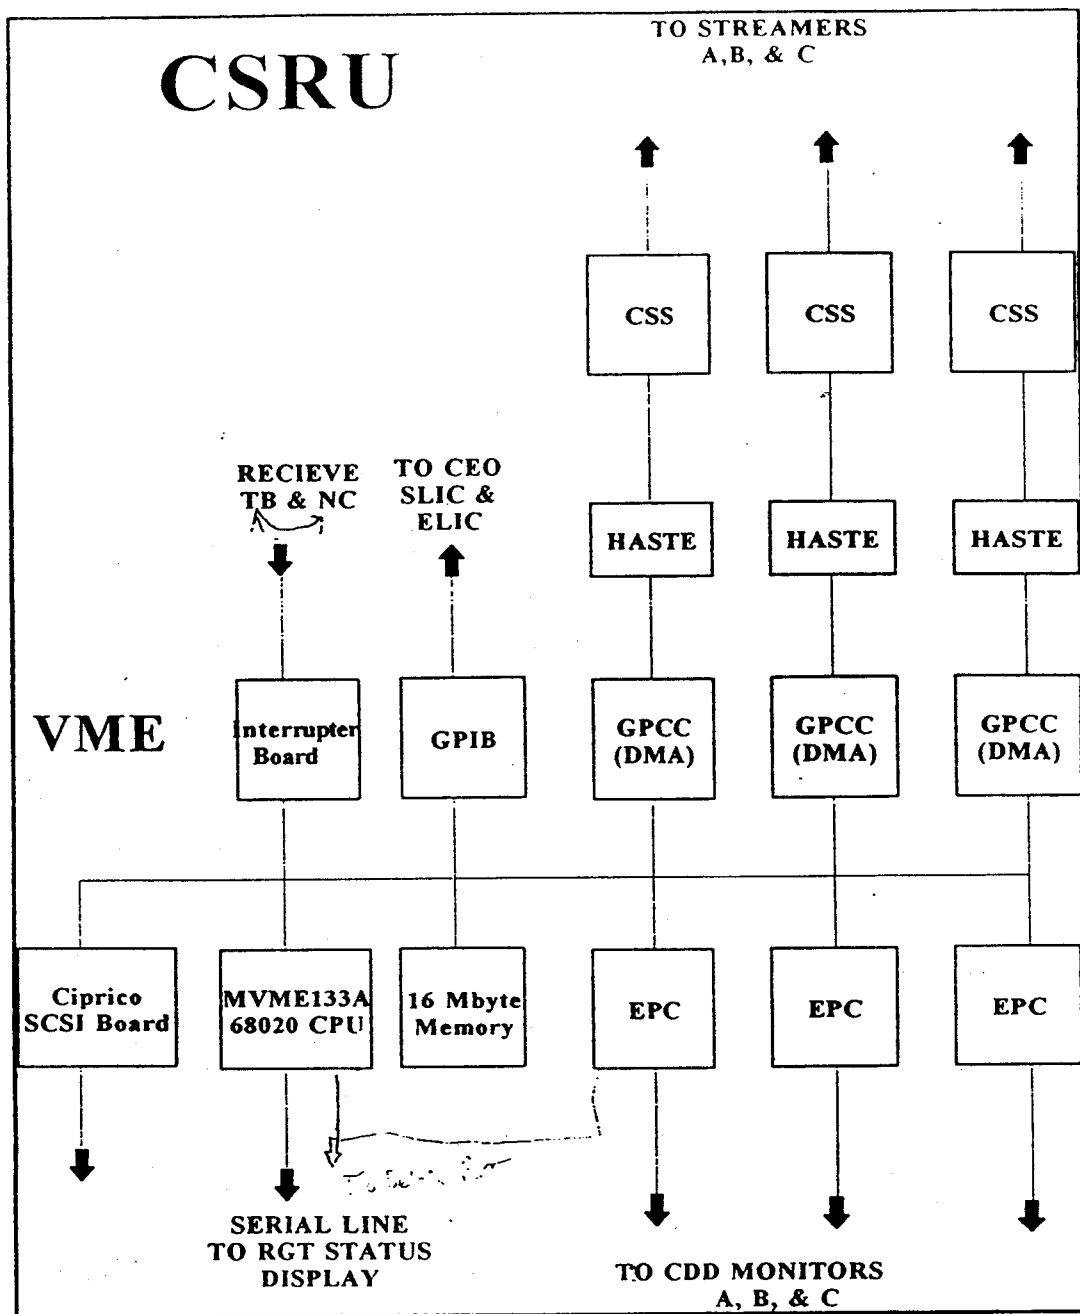 TO STREAMERS
A,B, & C
CSRU
CSS
CSS
CSS
RECIEVE
TB & NC
TO CEO
SLIC &
ELIC
HASTE
HASTE
HASTE
VME
Interrupter
Board
GPIB
GPCC
(DMA)
GPCC
(DMA)
GPCC
(DMA)
Ciprico
SCSI Board
MVME133A
68020 CPU
16 Mbyte
Memory
EPC
EPC
EPC
To
SERIAL LINE
TO RGT STATUS
DISPLAY
TO CDD MONITORS
A, B, & C